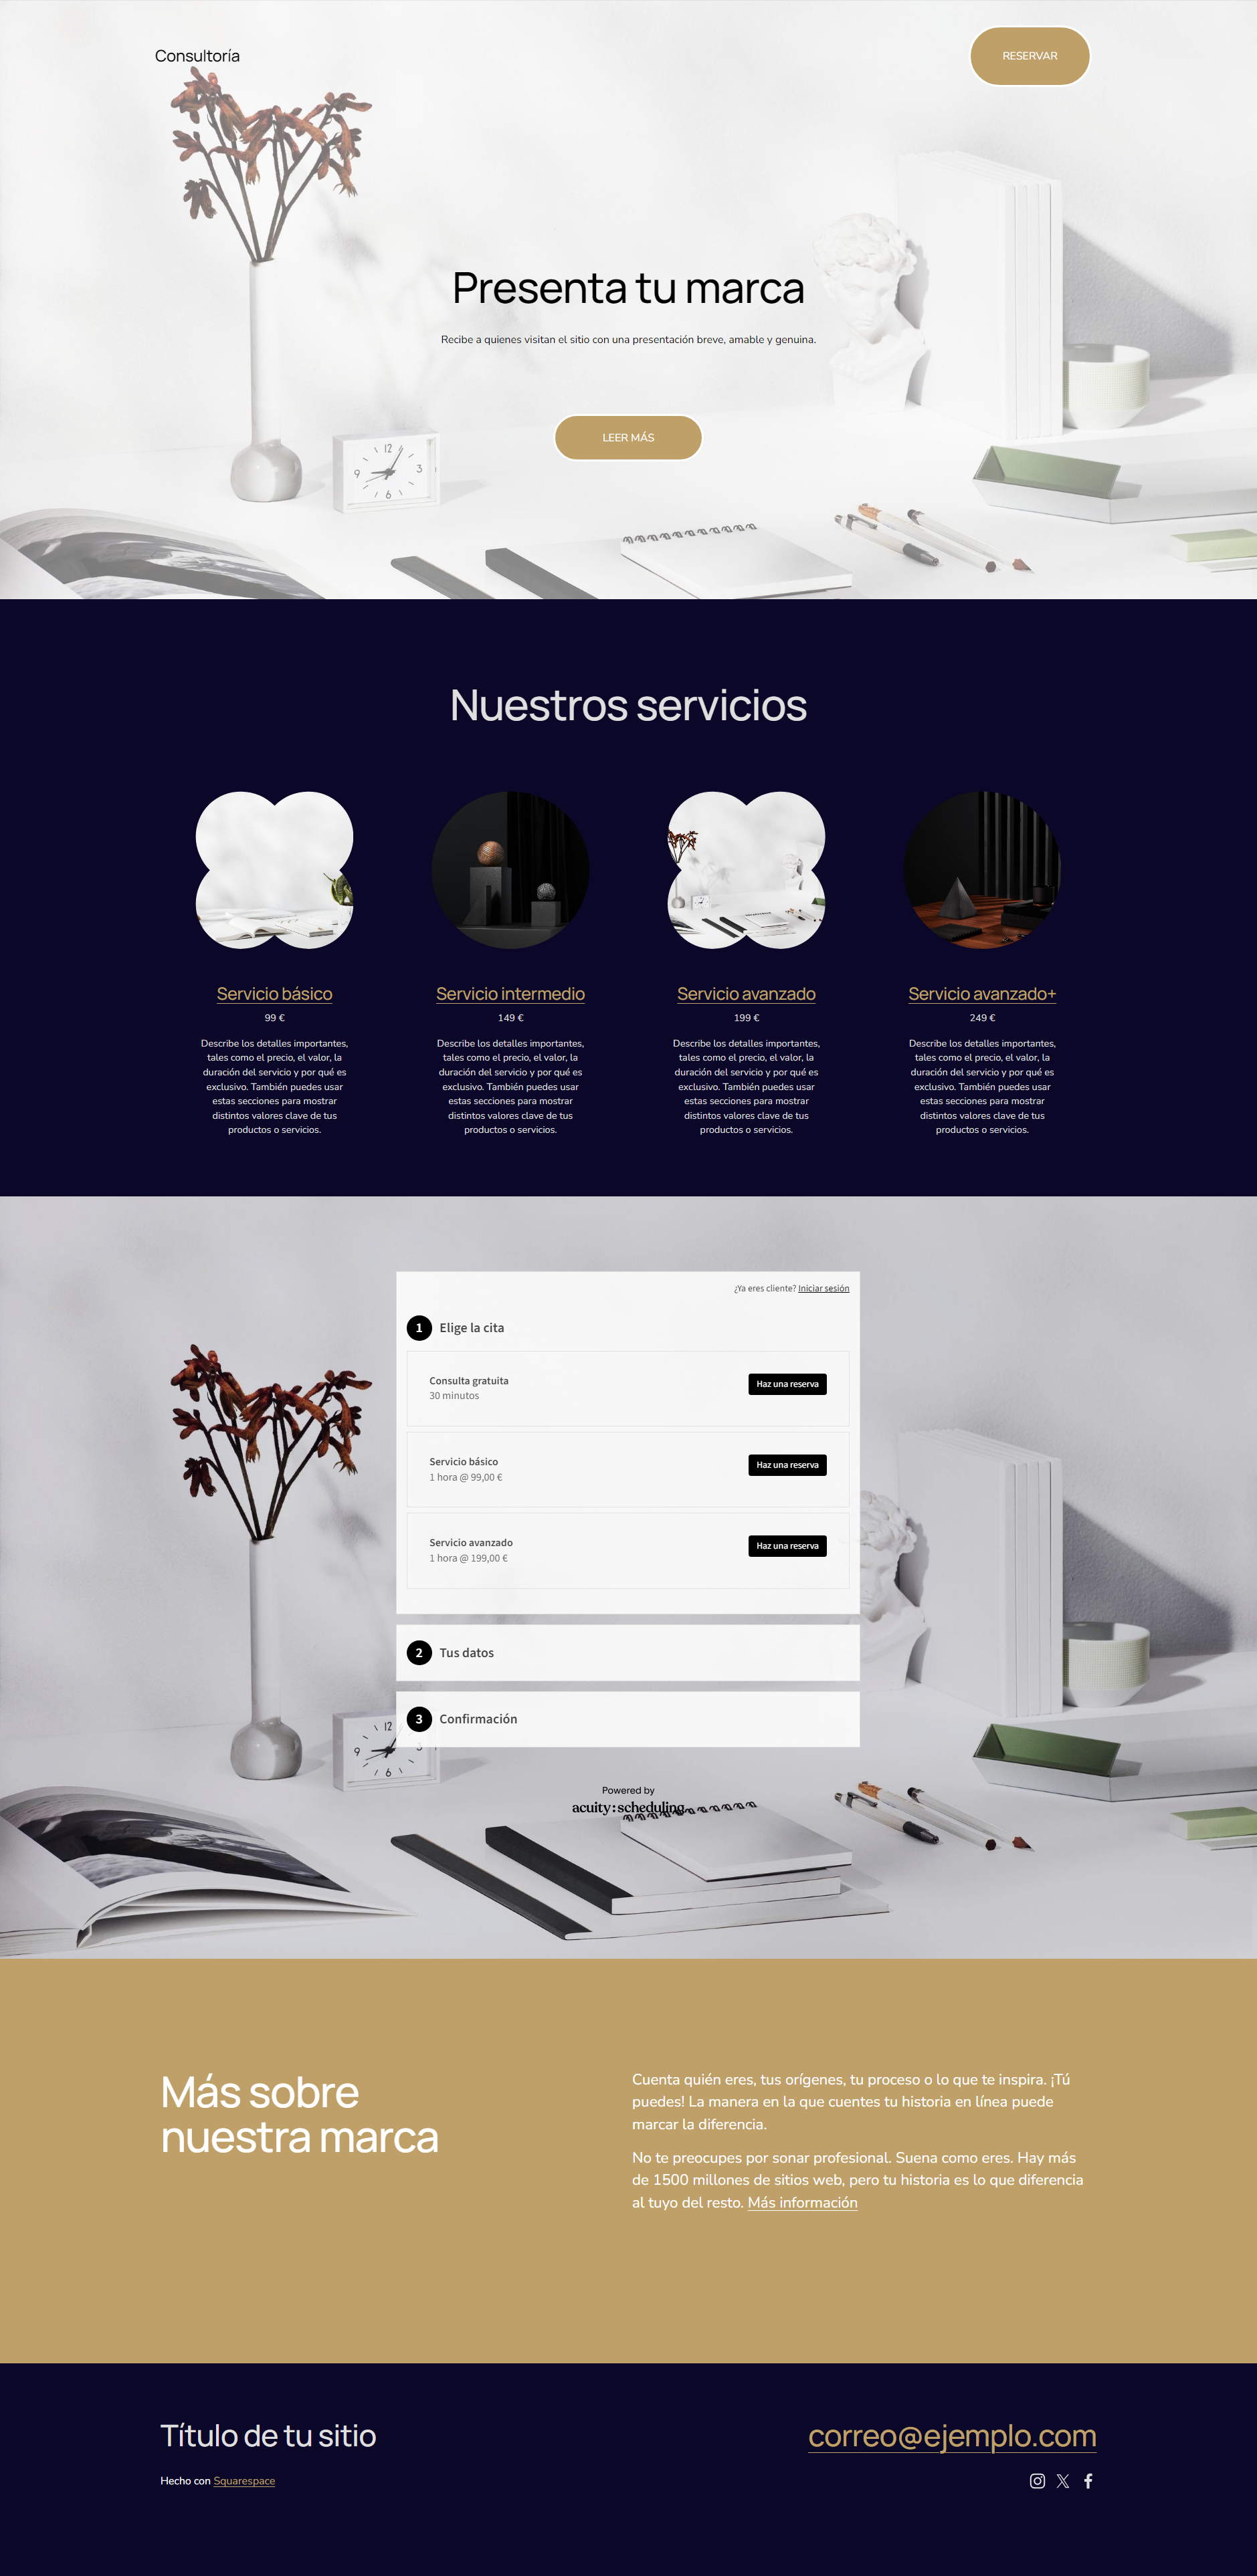 Consultoría
RESERVAR
Presenta tu marca
Recibe a quienes visitan el sitio con una presentación breve, amable y genuina.
LEER MÁS
12
9
3
6
Nuestros servicios
Servicio básico
99 €
Describe los detalles importantes,
tales como el precio, el valor, la
duración del servicio y por qué es
exclusivo. También puedes usar
estas secciones para mostrar
distintos valores clave de tus
productos o servicios.
Servicio intermedio
149 €
Describe los detalles importantes,
tales como el precio, el valor, la
duración del servicio y por qué es
exclusivo. También puedes usar
estas secciones para mostrar
distintos valores clave de tus
productos o servicios.
Servicio avanzado
199 €
Describe los detalles importantes,
tales como el precio, el valor, la
duración del servicio y por qué es
exclusivo. También puedes usar
estas secciones para mostrar
distintos valores clave de tus
productos o servicios.
Servicio avanzado+
249 €
Describe los detalles importantes,
tales como el precio, el valor, la
duración del servicio y por qué es
exclusivo. También puedes usar
estas secciones para mostrar
distintos valores clave de tus
productos o servicios.
¿Ya eres cliente? Iniciar sesión
1 Elige la cita
Consulta gratuita
30 minutos
Haz una reserva
Servicio básico
1 hora @ 99,00 €
Haz una reserva
Servicio avanzado
1 hora @ 199,00 €
Haz una reserva
2 Tus datos
3 Confirmación
12
9
3
6
Powered by
acuity:scheduling
Más sobre
nuestra marca
Cuenta quién eres, tus orígenes, tu proceso o lo que te inspira. ¡Tú
puedes! La manera en la que cuentes tu historia en línea puede
marcar la diferencia.
No te preocupes por sonar profesional. Suena como eres. Hay más
de 1500 millones de sitios web, pero tu historia es lo que diferencia
al tuyo del resto. Más información
Título de tu sitio
Hecho con Squarespace
correo@ejemplo.com